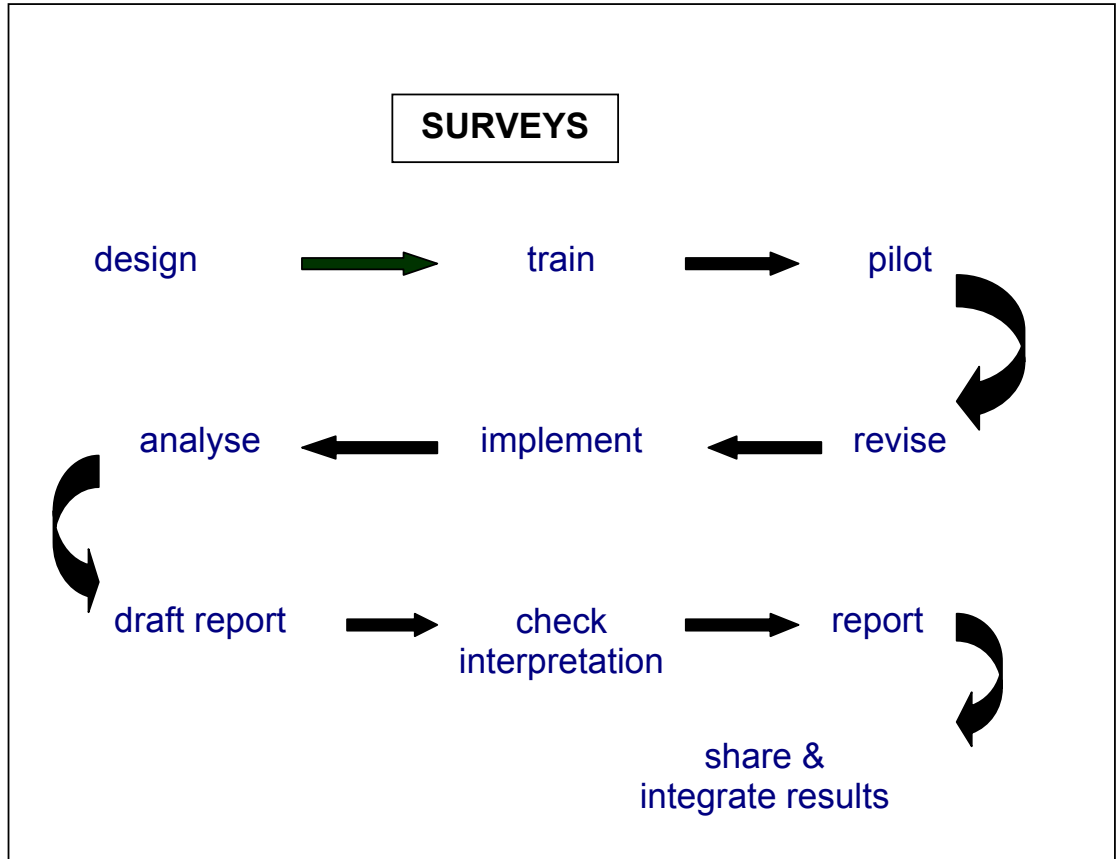 SURVEYS
design
train
pilot
analyse
implement
revise
draft report
check
interpretation
report
share &
integrate results